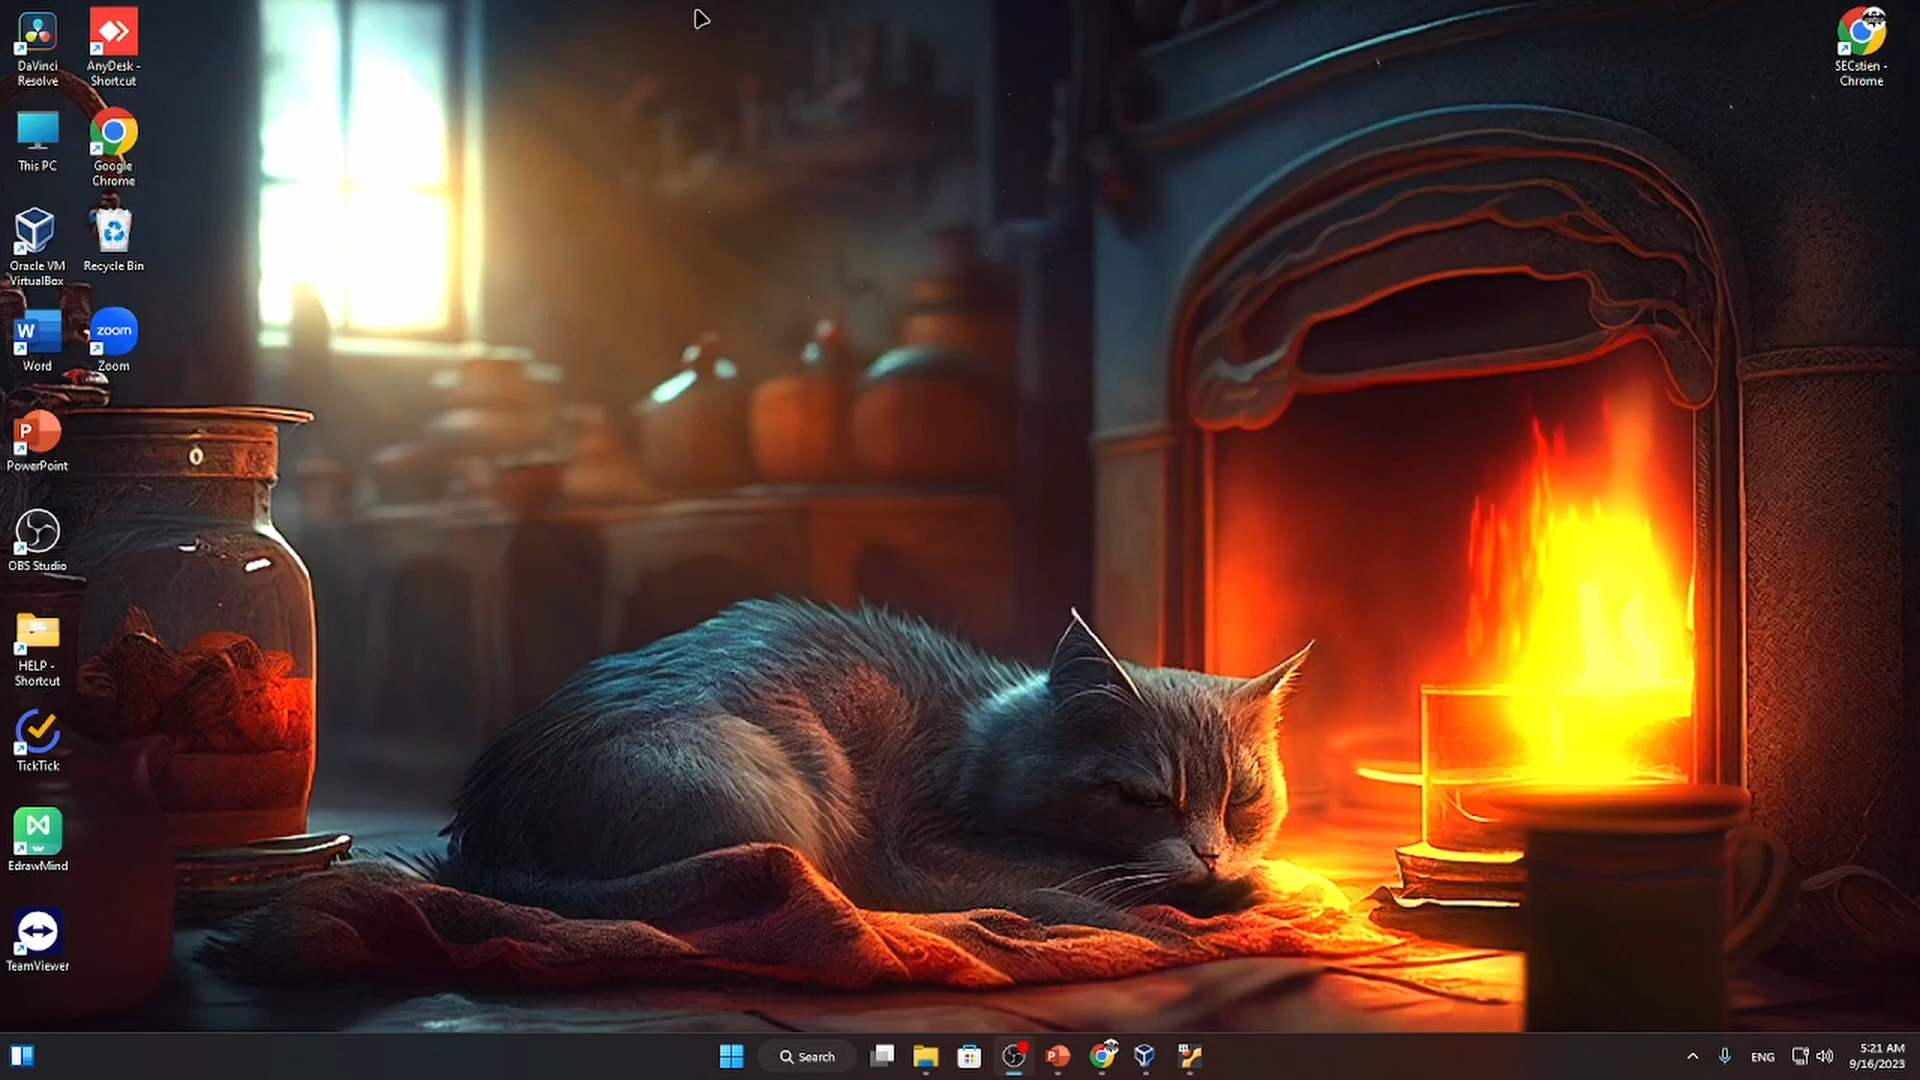 DaVinci
Resolve
AnyDesk -
Shortcut
SECstien -
Chrome
This PC
Google
Chrome
Oracle VM
VirtualBox
Recycle Bin
W
Word
zoom
Zoom
P
PowerPoint
OBS Studio
HELP -
Shortcut
TickTick
EdrawMind
TeamViewer
Search
P
ENG
5:21 AM
9/16/2023